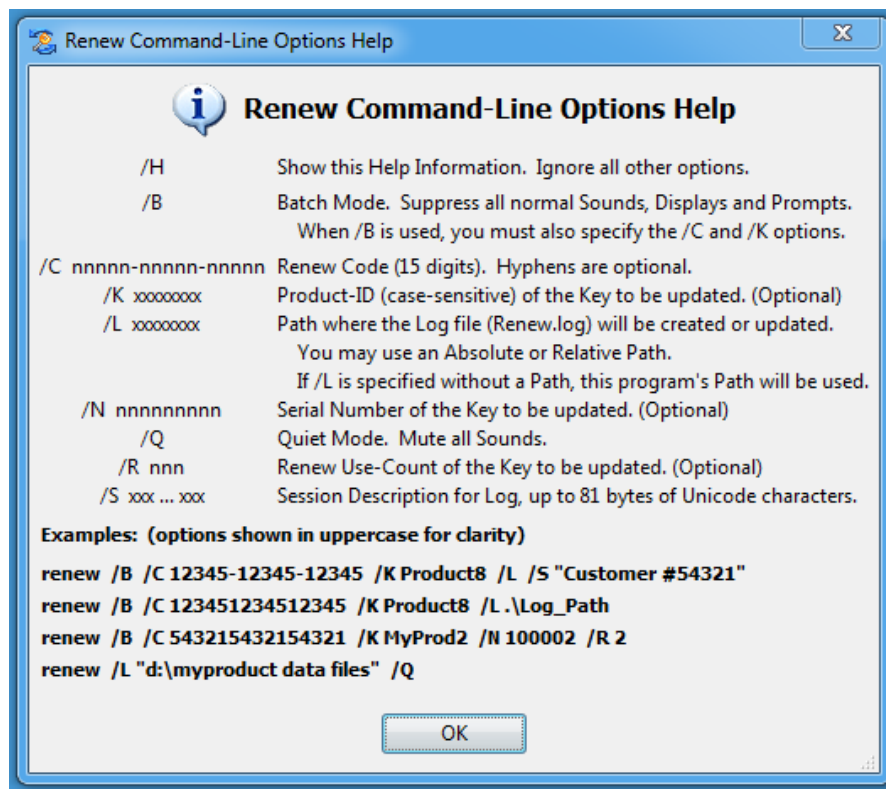 Renew Command-Line Options Help
Renew Command-Line Options Help
/H Show this Help Information. Ignore all other options.
/B Batch Mode. Suppress all normal Sounds, Displays and Prompts.
When /B is used, you must also specify the /C and /K options.
/C nnnnn-nnnnn-nnnnn Renew Code (15 digits). Hyphens are optional.
/K xxxxxxxx Product-ID (case-sensitive) of the Key to be updated. (Optional)
/L xxxxxxxx Path where the Log file (Renew.log) will be created or updated.
You may use an Absolute or Relative Path.
If /L is specified without a Path, this program's Path will be used.
/N nnnnnnnnn Serial Number of the Key to be updated. (Optional)
/Q Quiet Mode. Mute all Sounds.
/R nnn Renew Use-Count of the Key to be updated. (Optional)
/S xxx ... xxx Session Description for Log, up to 81 bytes of Unicode characters.
Examples: (options shown in uppercase for clarity)
renew /B /C 12345-12345-12345 /K Product8 /L /S "Customer #54321"
renew /B /C 123451234512345 /K Product8 /L .\Log_Path
renew /B /C 543215432154321 /K MyProd2 /N 100002 /R 2
renew /L "d:\myproduct data files" /Q
OK